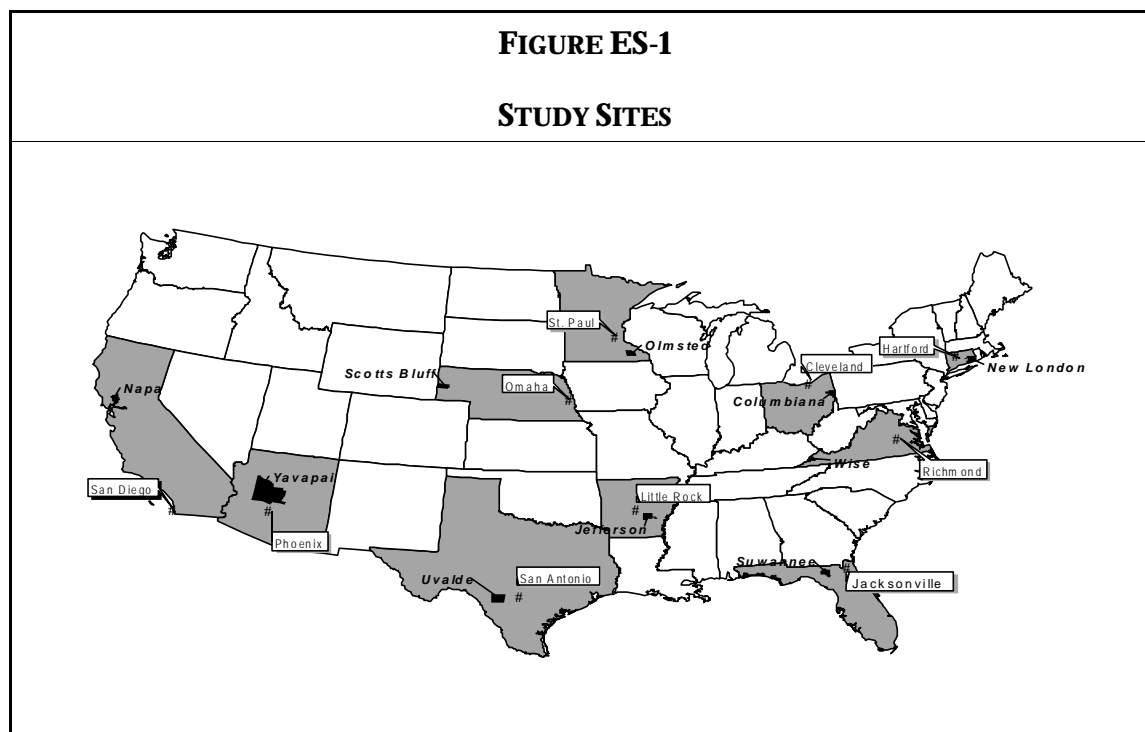 FIGURE ES-1
STUDY SITES
St. Paul
Olmsted
Hartford
New London
Cleveland
Scotts Bluff
Omaha
Napa
Columbiana
Wise
Richmond
Yavapai
San Diego
Little Rock
Phoenix
Jefferson
Suwannee
Uvalde
San Antonio
Jacksonville